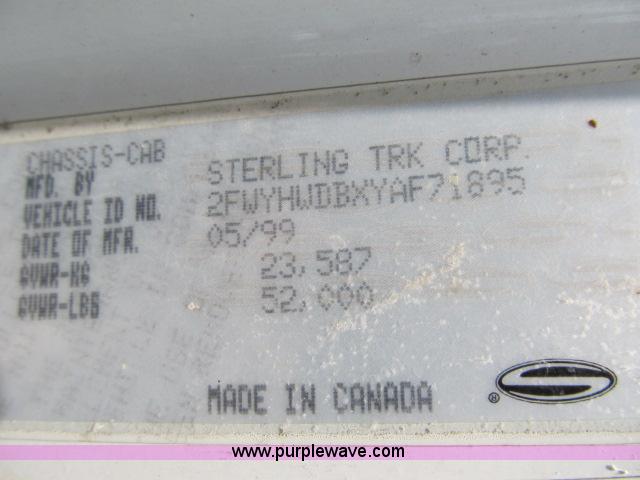 CHASSIS-CAB
MFD. BY STERLING TRK CORP.
VEHICLE ID NO. 2FWYHWDBXYAF71895
DATE OF MFR. 05/99
GVWR-KG 23,587
GVWR-LBS 52,000
MADE IN CANADA
®
www.purplewave.com